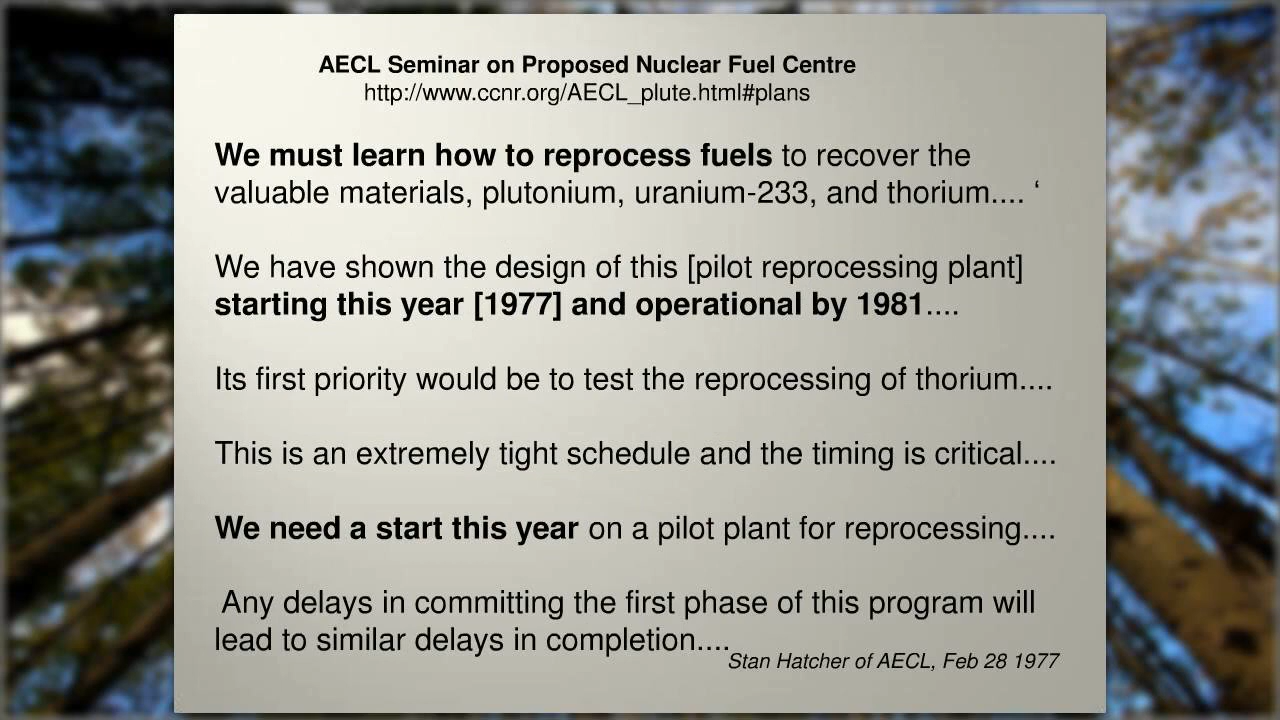 AECL Seminar on Proposed Nuclear Fuel Centre
http://www.ccnr.org/AECL_plute.html#plans
We must learn how to reprocess fuels to recover the
valuable materials, plutonium, uranium-233, and thorium.... ‘
We have shown the design of this [pilot reprocessing plant]
starting this year [1977] and operational by 1981....
Its first priority would be to test the reprocessing of thorium....
This is an extremely tight schedule and the timing is critical....
We need a start this year on a pilot plant for reprocessing....
Any delays in committing the first phase of this program will
lead to similar delays in completion....
Stan Hatcher of AECL, Feb 28 1977